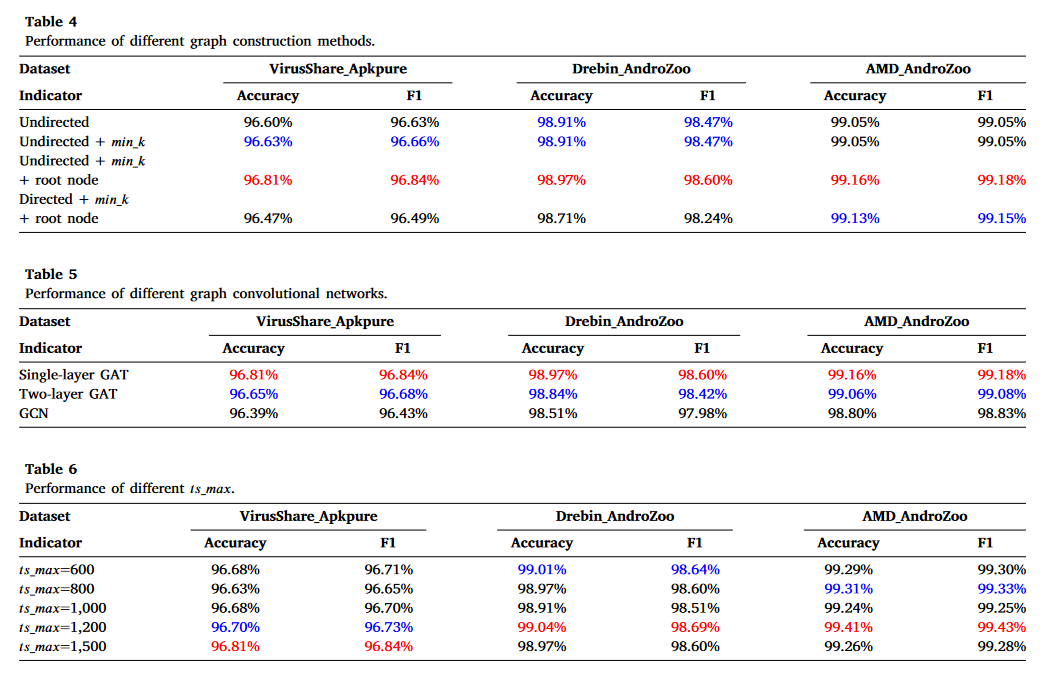 Table 4
Performance of different graph construction methods.
Dataset VirusShare_Apkpure Drebin_AndroZoo AMD_AndroZoo
Indicator Accuracy F1 Accuracy F1 Accuracy F1
Undirected 96.60% 96.63% 98.91% 98.47% 99.05% 99.05%
Undirected + min_k 96.63% 96.66% 98.91% 98.47% 99.05% 99.05%
Undirected + min_k
+ root node 96.81% 96.84% 98.97% 98.60% 99.16% 99.18%
Directed + min_k
+ root node 96.47% 96.49% 98.71% 98.24% 99.13% 99.15%
Table 5
Performance of different graph convolutional networks.
Dataset VirusShare_Apkpure Drebin_AndroZoo AMD_AndroZoo
Indicator Accuracy F1 Accuracy F1 Accuracy F1
Single-layer GAT 96.81% 96.84% 98.97% 98.60% 99.16% 99.18%
Two-layer GAT 96.65% 96.68% 98.84% 98.42% 99.06% 99.08%
GCN 96.39% 96.43% 98.51% 97.98% 98.80% 98.83%
Table 6
Performance of different ts_max.
Dataset VirusShare_Apkpure Drebin_AndroZoo AMD_AndroZoo
Indicator Accuracy F1 Accuracy F1 Accuracy F1
ts_max=600 96.68% 96.71% 99.01% 98.64% 99.29% 99.30%
ts_max=800 96.63% 96.65% 98.97% 98.60% 99.31% 99.33%
ts_max=1,000 96.68% 96.70% 98.91% 98.51% 99.24% 99.25%
ts_max=1,200 96.70% 96.73% 99.04% 98.69% 99.41% 99.43%
ts_max=1,500 96.81% 96.84% 98.97% 98.60% 99.26% 99.28%